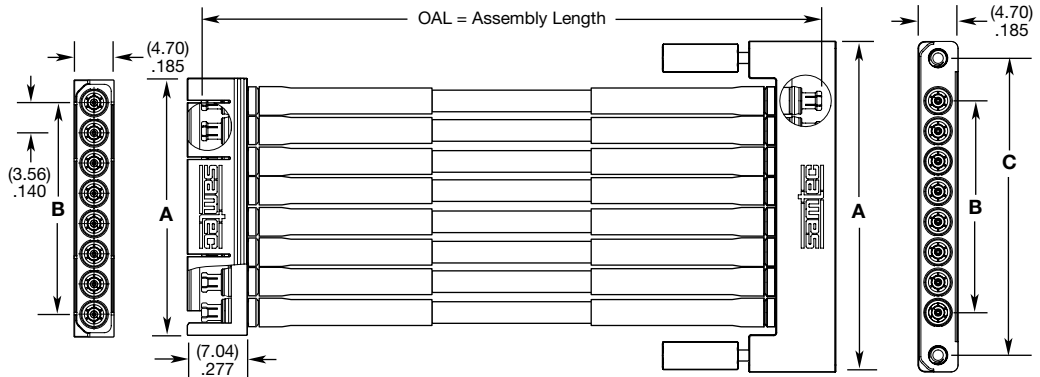 OAL = Assembly Length
(4.70)
.185
(4.70)
.185
(3.56)
.140
B
A
samtec
samtec
A
B
C
(7.04)
.277